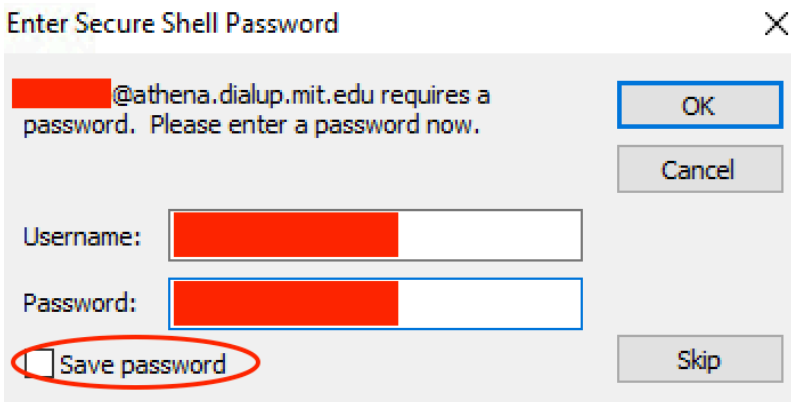 Enter Secure Shell Password
@athena.dialup.mit.edu requires a
password.  Please enter a password now.
OK
Cancel
Username:
Password:
Save password
Skip